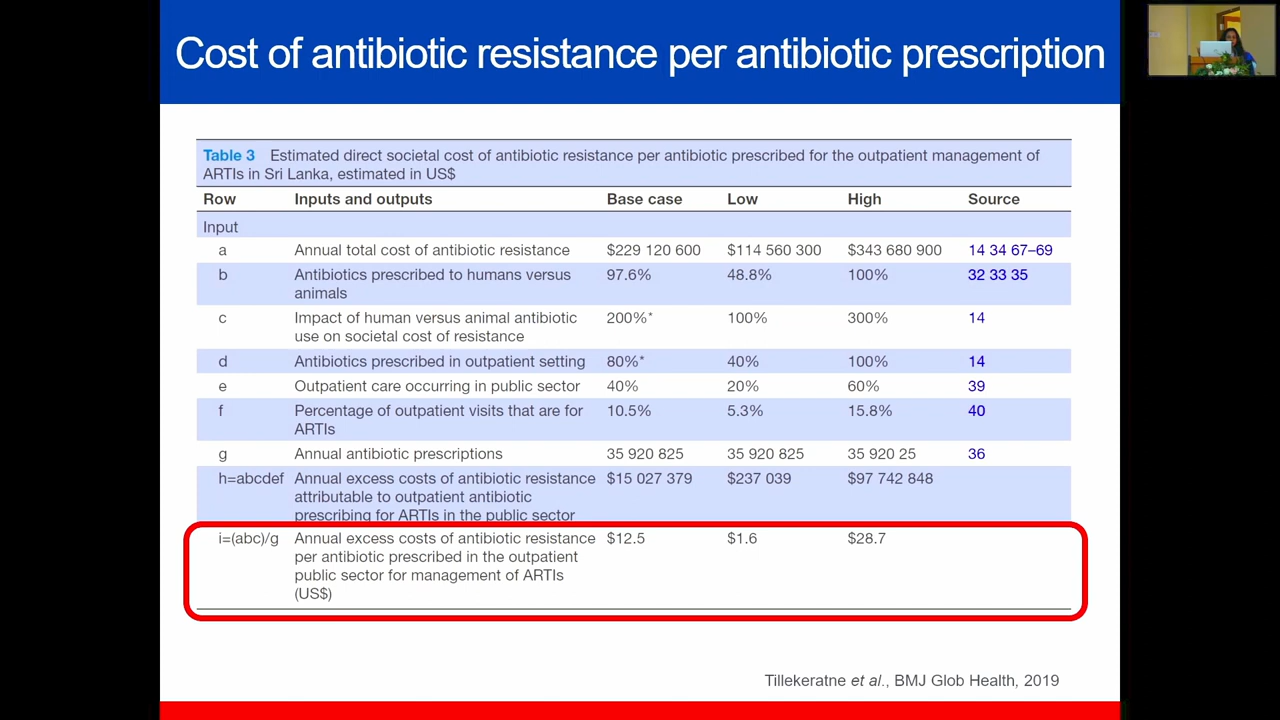 Cost of antibiotic resistance per antibiotic prescription
Table 3 Estimated direct societal cost of antibiotic resistance per antibiotic prescribed for the outpatient management of
ARTIs in Sri Lanka, estimated in US$
Row Inputs and outputs Base case Low High Source
Input
a Annual total cost of antibiotic resistance $229 120 600 $114 560 300 $343 680 900 14 34 67–69
b Antibiotics prescribed to humans versus 97.6% 48.8% 100% 32 33 35
animals
c Impact of human versus animal antibiotic 200%* 100% 300% 14
use on societal cost of resistance
d Antibiotics prescribed in outpatient setting 80%* 40% 100% 14
e Outpatient care occurring in public sector 40% 20% 60% 39
f Percentage of outpatient visits that are for 10.5% 5.3% 15.8% 40
ARTIs
g Annual antibiotic prescriptions 35 920 825 35 920 825 35 920 25 36
h=abcdef Annual excess costs of antibiotic resistance $15 027 379 $237 039 $97 742 848
attributable to outpatient antibiotic
prescribing for ARTIs in the public sector
i=(abc)/g Annual excess costs of antibiotic resistance $12.5 $1.6 $28.7
per antibiotic prescribed in the outpatient
public sector for management of ARTIs
(US$)
Tillekeratne et al., BMJ Glob Health, 2019